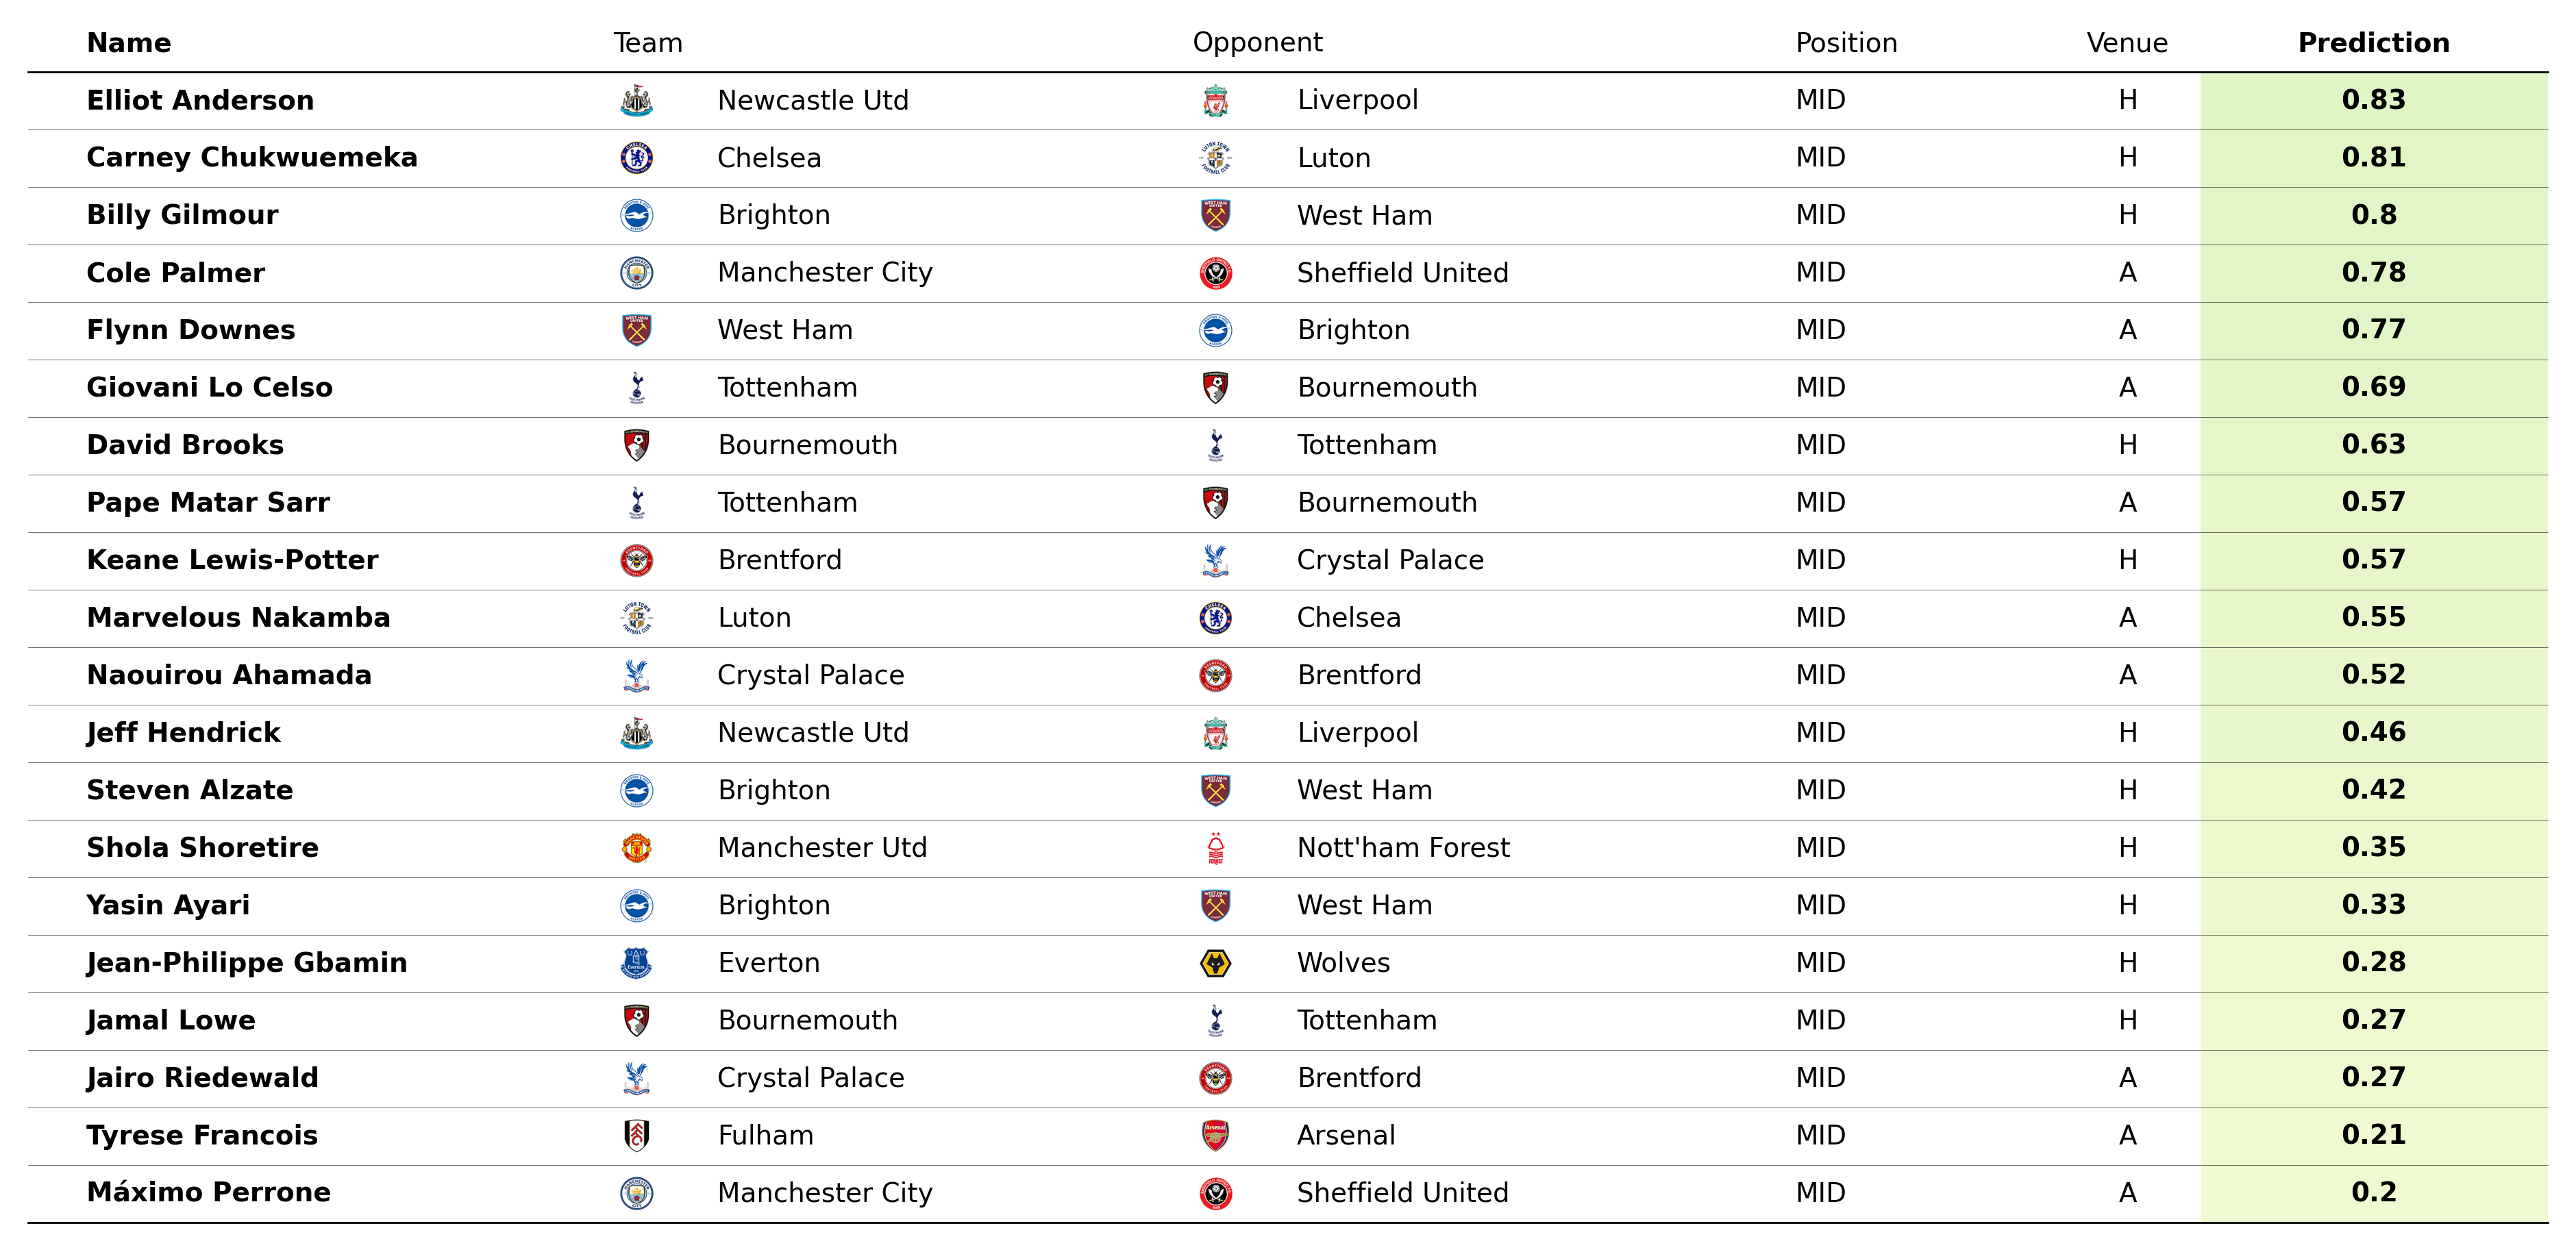 Name Team Opponent Position Venue Prediction
Elliot Anderson Newcastle Utd Liverpool MID H 0.83
Carney Chukwuemeka Chelsea Luton MID H 0.81
Billy Gilmour Brighton West Ham MID H 0.8
Cole Palmer Manchester City Sheffield United MID A 0.78
Flynn Downes West Ham Brighton MID A 0.77
Giovani Lo Celso Tottenham Bournemouth MID A 0.69
David Brooks Bournemouth Tottenham MID H 0.63
Pape Matar Sarr Tottenham Bournemouth MID A 0.57
Keane Lewis-Potter Brentford Crystal Palace MID H 0.57
Marvelous Nakamba Luton Chelsea MID A 0.55
Naouirou Ahamada Crystal Palace Brentford MID A 0.52
Jeff Hendrick Newcastle Utd Liverpool MID H 0.46
Steven Alzate Brighton West Ham MID H 0.42
Shola Shoretire Manchester Utd Nott'ham Forest MID H 0.35
Yasin Ayari Brighton West Ham MID H 0.33
Jean-Philippe Gbamin Everton Wolves MID H 0.28
Jamal Lowe Bournemouth Tottenham MID H 0.27
Jairo Riedewald Crystal Palace Brentford MID A 0.27
Tyrese Francois Fulham Arsenal MID A 0.21
Máximo Perrone Manchester City Sheffield United MID A 0.2